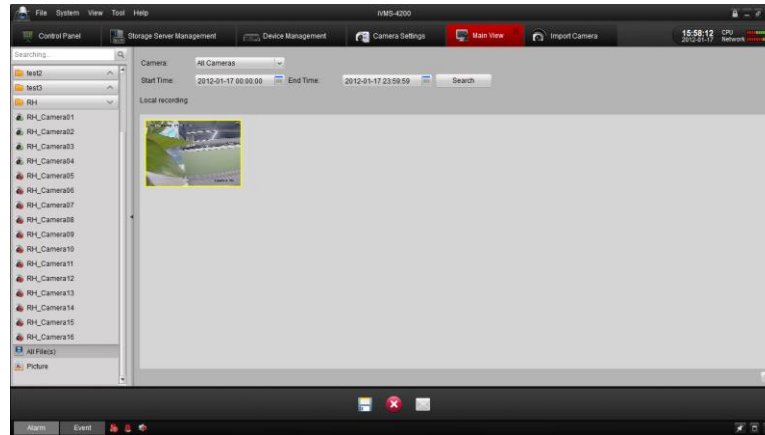 File System View Tool Help iVMS-4200
Control Panel Storage Server Management Device Management Camera Settings Main View Import Camera 15:58:12 CPU
2012-01-17 Network
Searching...
test2
test3
RH
RH_Camera01
RH_Camera02
RH_Camera03
RH_Camera04
RH_Camera05
RH_Camera06
RH_Camera07
RH_Camera08
RH_Camera09
RH_Camera10
RH_Camera11
RH_Camera12
RH_Camera13
RH_Camera14
RH_Camera15
RH_Camera16
All File(s)
Picture
Camera: All Cameras
Start Time: 2012-01-17 00:00:00 End Time: 2012-01-17 23:59:59 Search
Local recording
Alarm Event